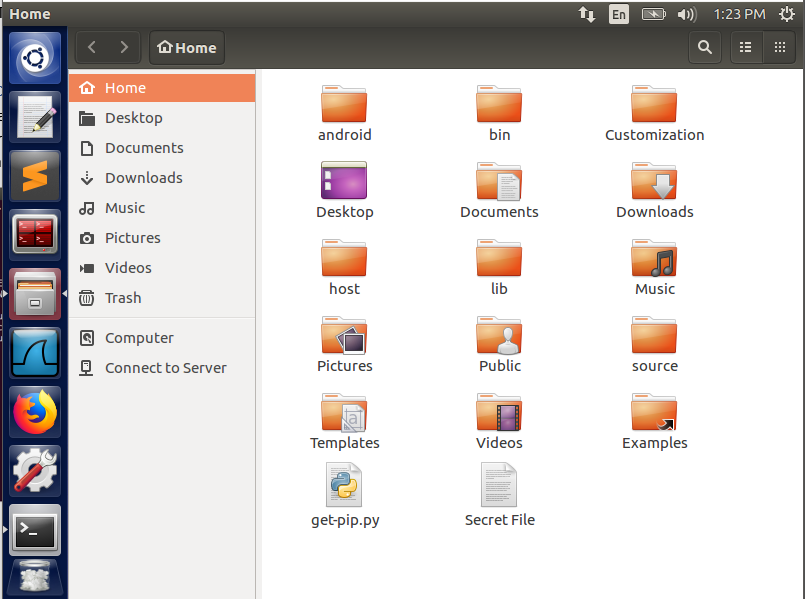 Home
En
1:23 PM
Home
Home
Desktop
Documents
Downloads
Music
Pictures
Videos
Trash
Computer
Connect to Server
android
bin
Customization
Desktop
Documents
Downloads
host
lib
Music
Pictures
Public
source
Templates
Videos
Examples
get-pip.py
Secret File